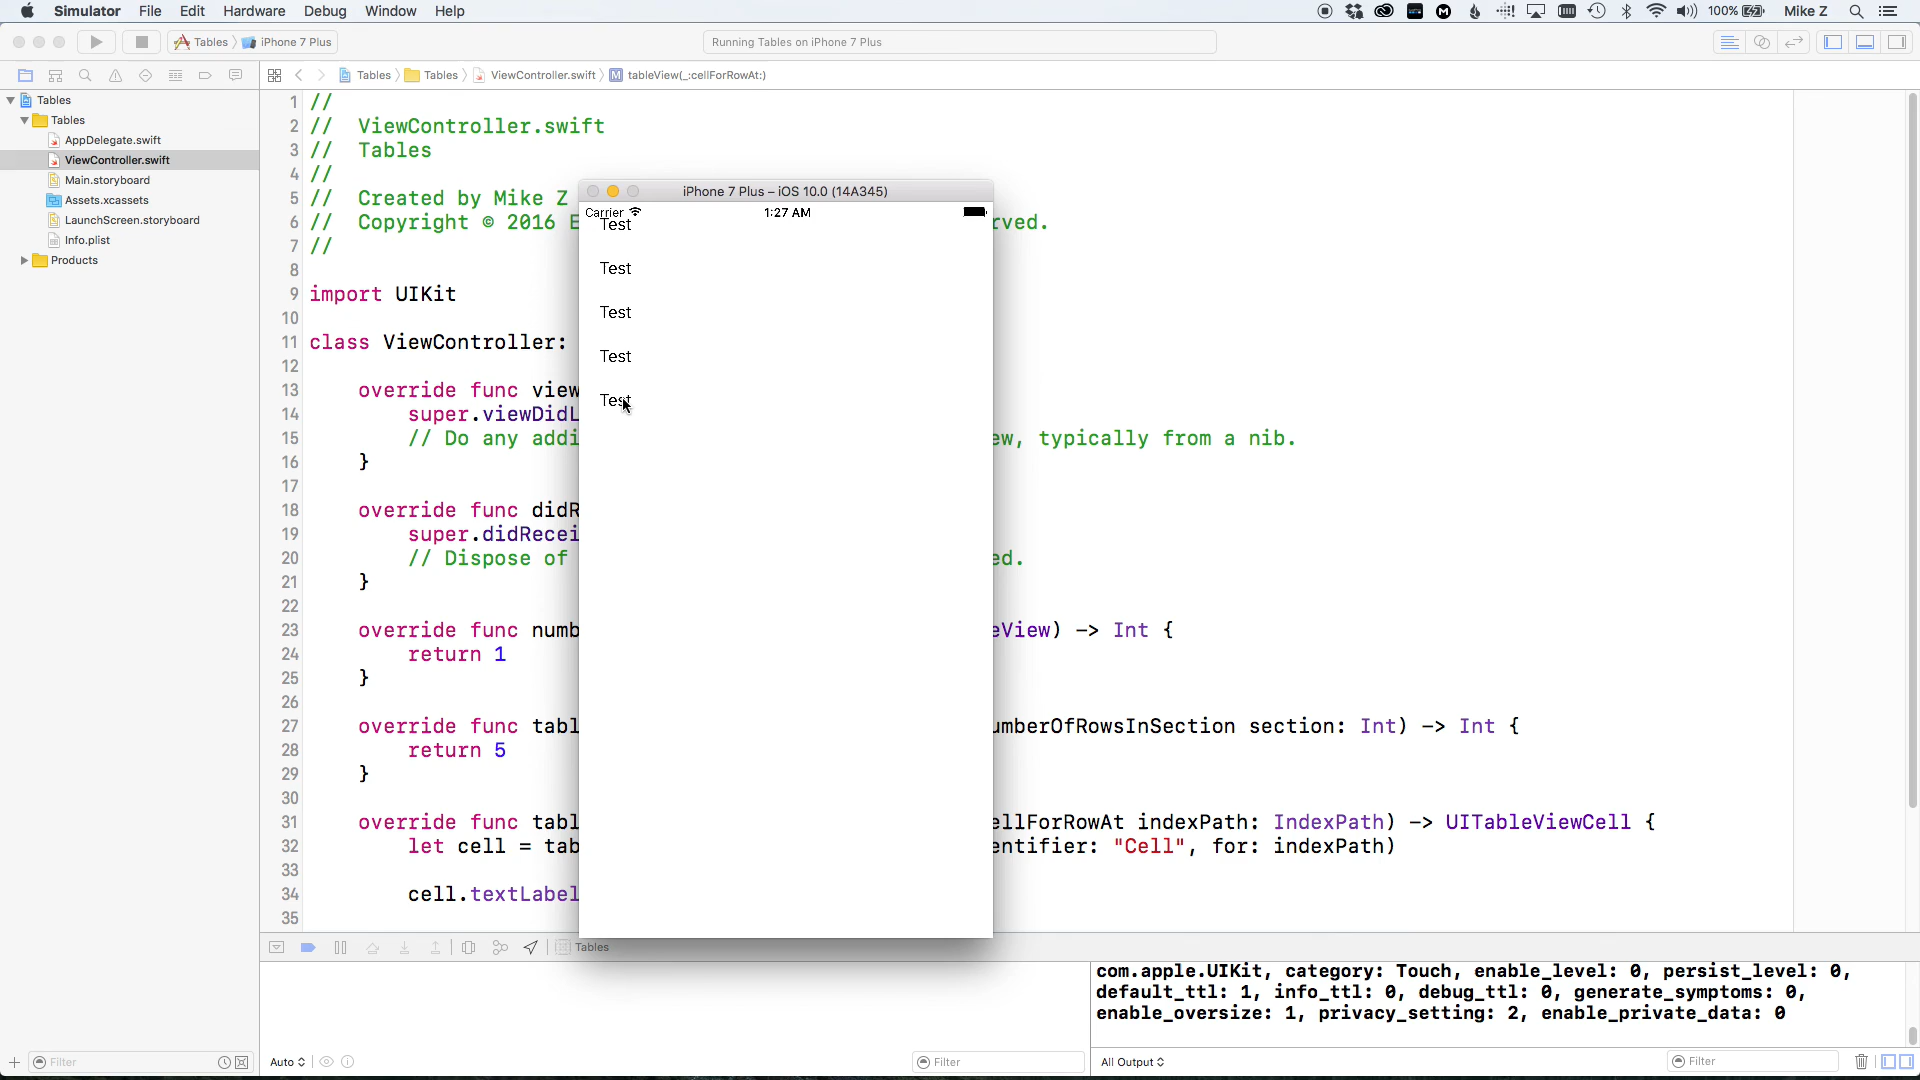 Simulator File Edit Hardware Debug Window Help
100% Mike Z
Tables iPhone 7 Plus
Running Tables on iPhone 7 Plus
Tables Tables ViewController.swift M tableView(_:cellForRowAt:)
Tables
Tables
AppDelegate.swift
ViewController.swift
Main.storyboard
Assets.xcassets
LaunchScreen.storyboard
Info.plist
Products
1 //
2 // ViewController.swift
3 // Tables
4 //
5 // Created by Mike Z
6 // Copyright © 2016 E rved.
7 //
8
9 import UIKit
10
11 class ViewController:
12
13 override func view
14 super.viewDidL
15 // Do any addi ew, typically from a nib.
16 }
17
18 override func didR
19 super.didRecei
20 // Dispose of ed.
21 }
22
23 override func numb eView) -> Int {
24 return 1
25 }
26
27 override func tabl umberOfRowsInSection section: Int) -> Int {
28 return 5
29 }
30
31 override func tabl ellForRowAt indexPath: IndexPath) -> UITableViewCell {
32 let cell = tab entifier: "Cell", for: indexPath)
33
34 cell.textLabel
35
iPhone 7 Plus – iOS 10.0 (14A345)
Carrier 1:27 AM
Test
Test
Test
Test
Test
Tables
com.apple.UIKit, category: Touch, enable_level: 0, persist_level: 0,
default_ttl: 1, info_ttl: 0, debug_ttl: 0, generate_symptoms: 0,
enable_oversize: 1, privacy_setting: 2, enable_private_data: 0
Filter
Auto
Filter
All Output
Filter